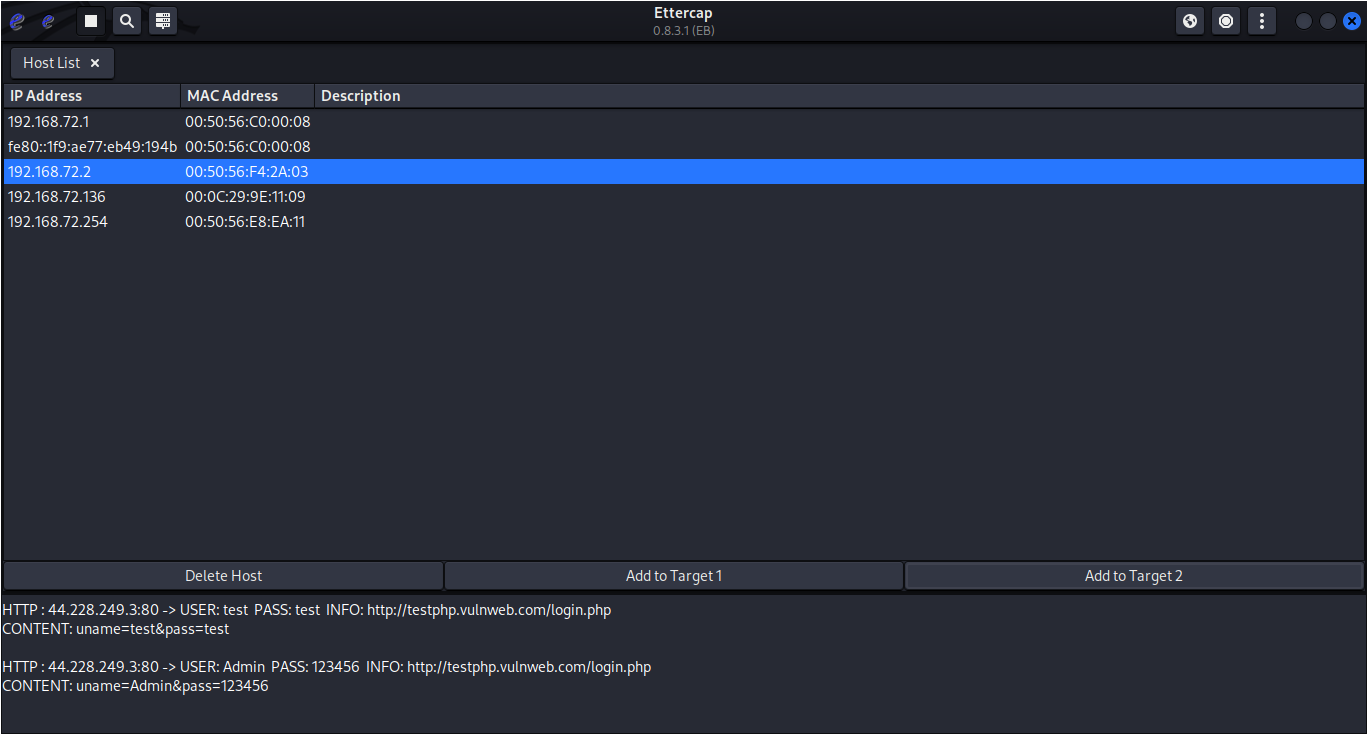 Ettercap
0.8.3.1 (EB)
Host List ×
IP Address MAC Address Description
192.168.72.1 00:50:56:C0:00:08
fe80::1f9:ae77:eb49:194b 00:50:56:C0:00:08
192.168.72.2 00:50:56:F4:2A:03
192.168.72.136 00:0C:29:9E:11:09
192.168.72.254 00:50:56:E8:EA:11
Delete Host Add to Target 1 Add to Target 2
HTTP : 44.228.249.3:80 -> USER: test PASS: test INFO: http://testphp.vulnweb.com/login.php
CONTENT: uname=test&pass=test
HTTP : 44.228.249.3:80 -> USER: Admin PASS: 123456 INFO: http://testphp.vulnweb.com/login.php
CONTENT: uname=Admin&pass=123456